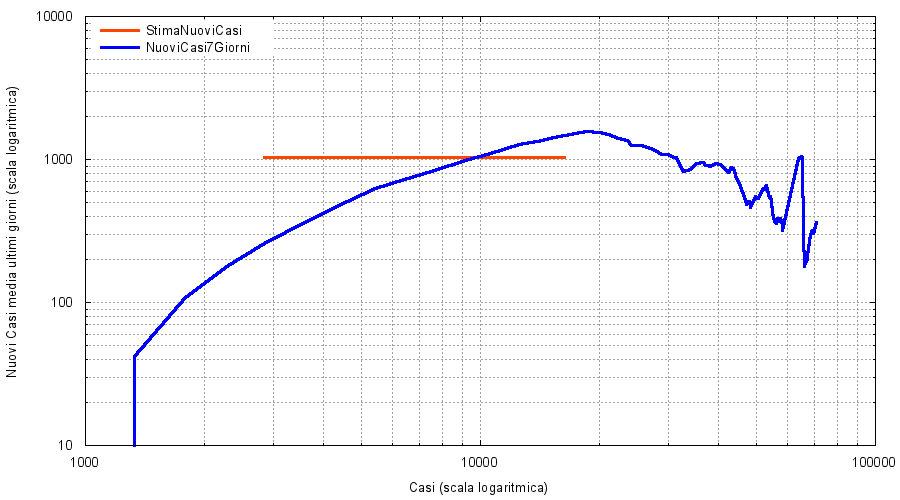 10000
1000
100
10
1000
10000
100000
StimaNuoviCasi
NuoviCasi7Giorni
Nuovi Casi media ultimi giorni (scala logaritmica)
Casi (scala logaritmica)